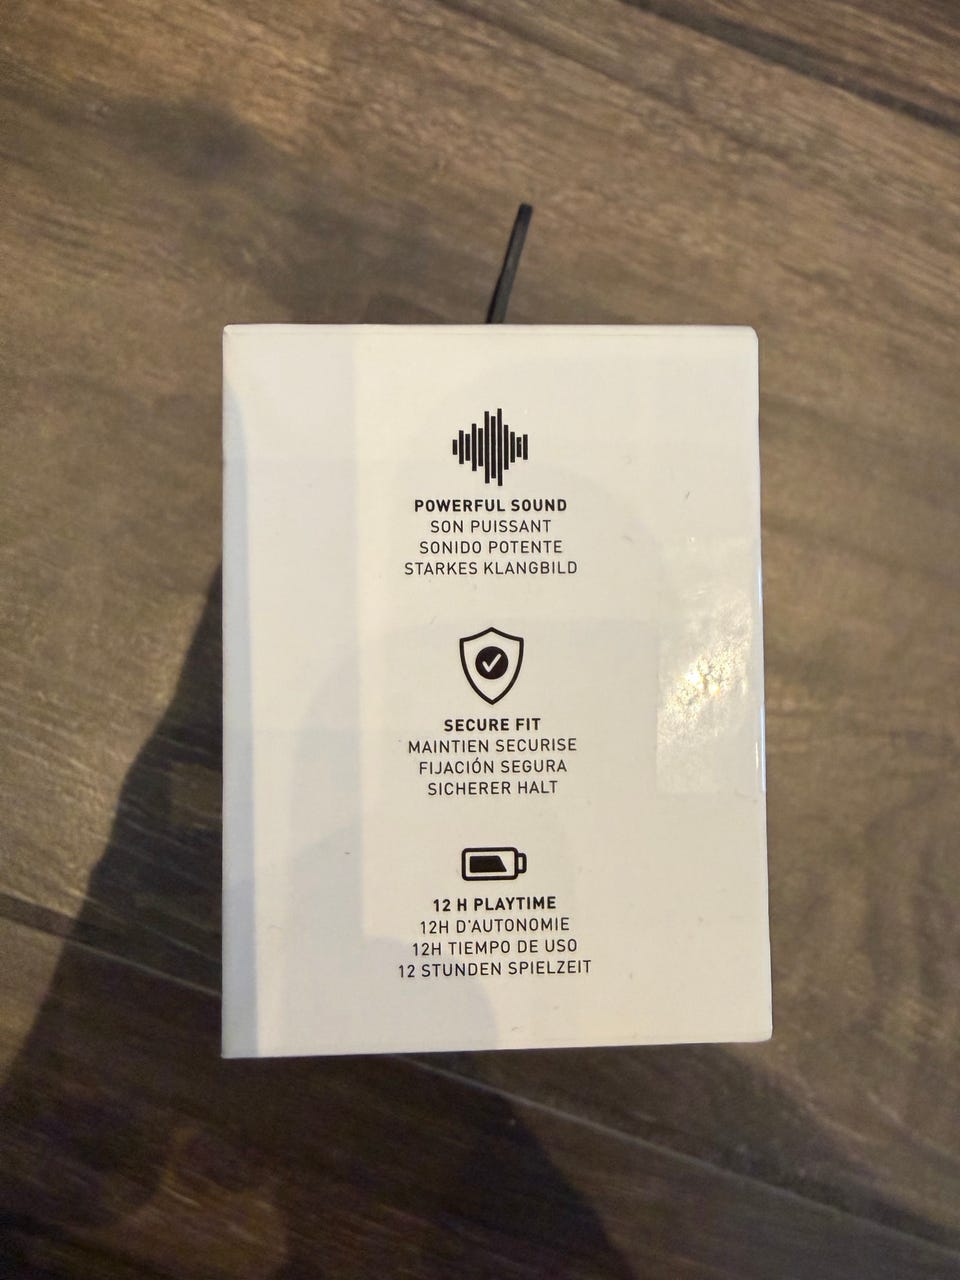 POWERFUL SOUND
SON PUISSANT
SONIDO POTENTE
STARKES KLANGBILD
SECURE FIT
MAINTIEN SECURISE
FIJACIÓN SEGURA
SICHERER HALT
12 H PLAYTIME
12H D'AUTONOMIE
12H TIEMPO DE USO
12 STUNDEN SPIELZEIT